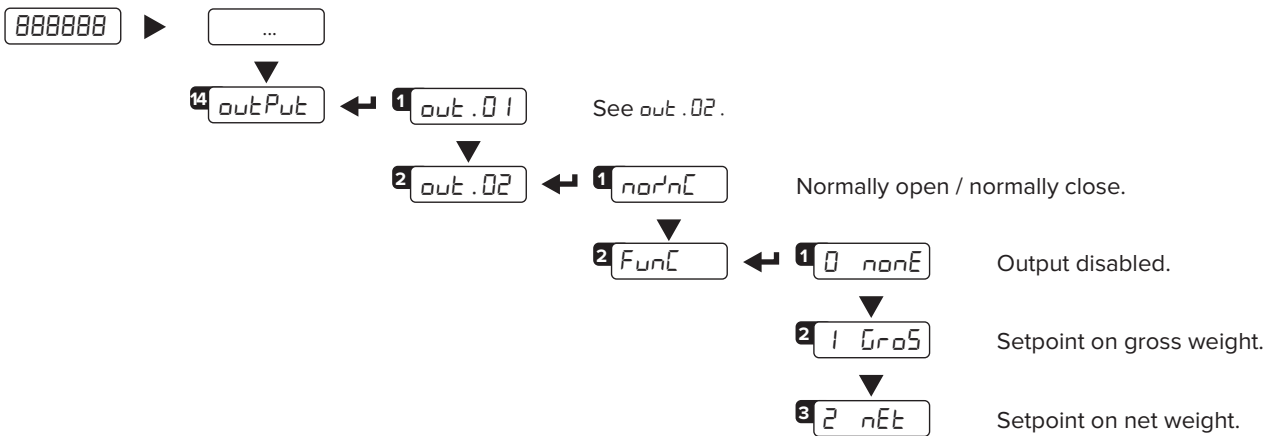 888888
...
14 outPut 1 out.01 See out.02.
2 out.02 1 no/nC Normally open / normally close.
2 FunC 1 0 nonE Output disabled.
2 1 GroS Setpoint on gross weight.
3 2 nEt Setpoint on net weight.